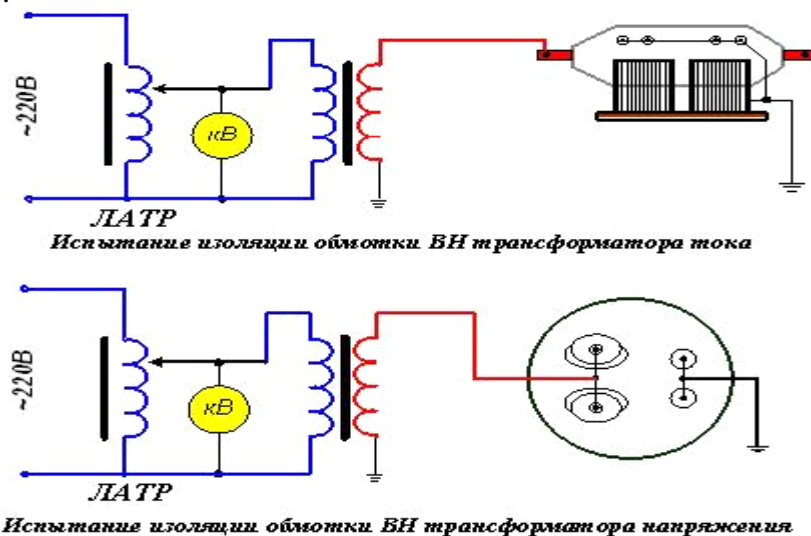 ~220В
кВ
ЛАТР
Испытание изоляции обмотки ВН трансформатора тока
~220В
кВ
ЛАТР
Испытание изоляции обмотки ВН трансформатора напряжения